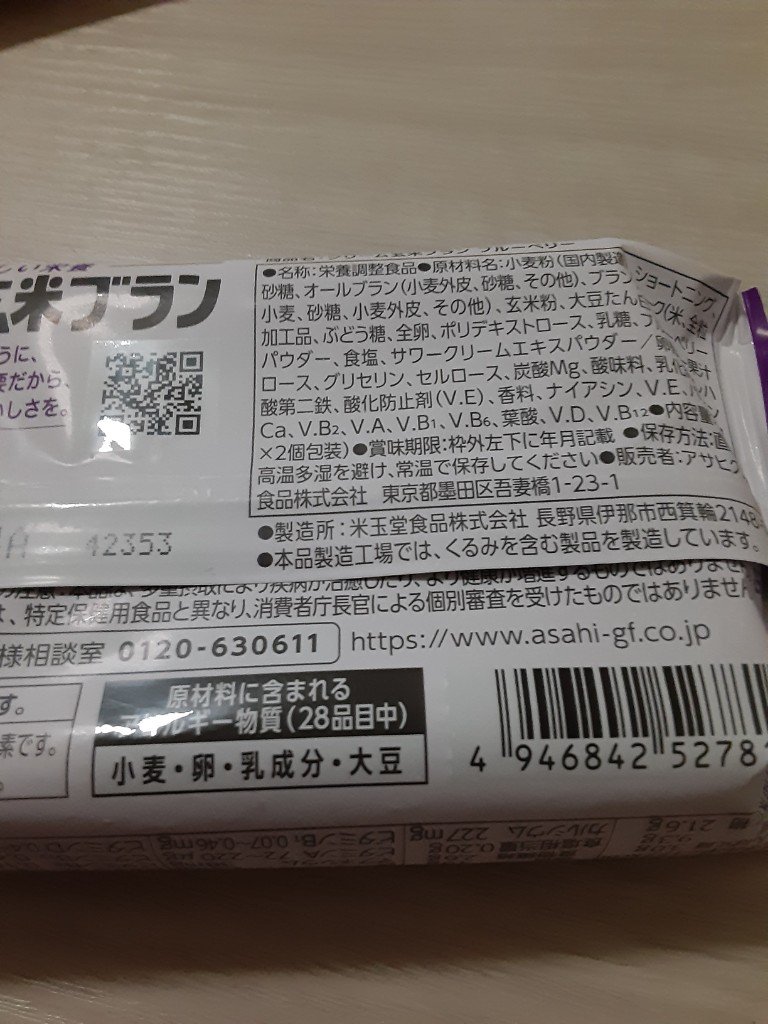 米ブラン
うに、
要だから、
しさを。
●名称:栄養調整食品●原材料名:小麦粉(国内製造
ショートニング、
砂糖、オールブラン(小麦外皮、砂糖、その他)、ブラン
小麦、砂糖、小麦外皮、その他)、玄米粉、大豆たん
加工品、ぶどう糖、全卵、ポリデキストロース、乳糖、
パウダー、食塩、サワークリームエキスパウダー/
ロース、グリセリン、セルロース、炭酸Mg、酸味料、乳化
酸第二鉄、酸化防止剤(V.E)、香料、ナイアシン、V.E、
Ca、V.B₂、V.A、V.B₁、V.B₆、葉酸、V.D、V.B₁₂●内容量
×2個包装)●賞味期限:枠外左下に年月記載 ●保存方法:直
高温多湿を避け、常温で保存してください●販売者:アサヒグ
食品株式会社 東京都墨田区吾妻橋1-23-1
42353
●製造所:米玉堂食品株式会社 長野県伊那市西箕輪2148
●本品製造工場では、くるみを含む製品を製造しています。
は、特定保健用食品と異なり、消費者庁長官による個別審査を受けたものではありません
様相談室 0120-630611 https://www.asahi-gf.co.jp
す。
素です。
原材料に含まれる
アレルギー物質(28品目中)
小麦・卵・乳成分・大豆
4 946842 52781
カルシウム 227mg